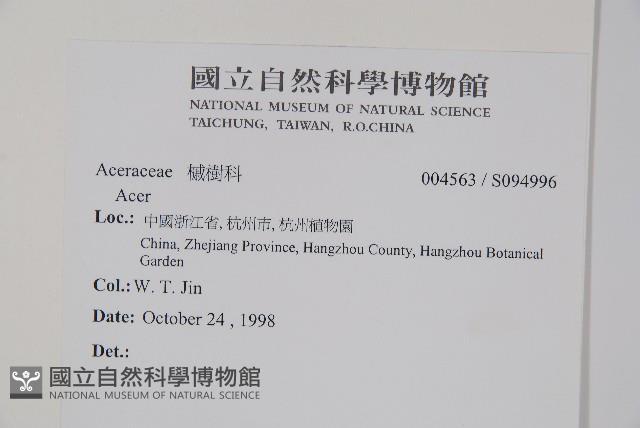 國立自然科學博物館
NATIONAL MUSEUM OF NATURAL SCIENCE
TAICHUNG, TAIWAN, R.O.CHINA
Aceraceae 槭樹科 004563 / S094996
Acer
Loc.: 中國浙江省, 杭州市, 杭州植物園
China, Zhejiang Province, Hangzhou County, Hangzhou Botanical
Garden
Col.: W. T. Jin
Date: October 24 , 1998
Det.:
國立自然科學博物館
NATIONAL MUSEUM OF NATURAL SCIENCE